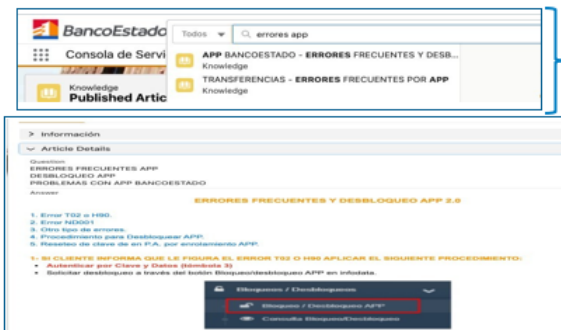 BancoEstado
Todos
errores app
Consola de Servi
APP BANCOESTADO - ERRORES FRECUENTES Y DESB...
Knowledge
TRANSFERENCIAS - ERRORES FRECUENTES POR APP
Knowledge
Knowledge
Published Artic
Información
Article Details
Question
ERRORES FRECUENTES APP
DESBLOQUEO APP
PROBLEMAS CON APP BANCOESTADO
Answer
ERRORES FRECUENTES Y DESBLOQUEO APP 2.0
1. Error T02 o H90.
2. Error ND001
3. Otro tipo de errores.
4. Procedimiento para Desbloquear APP.
5. Reseteo de clave de en P.A. por enrolamiento APP.
1- SI CLIENTE INFORMA QUE LE FIGURA EL ERROR T02 O H90 APLICAR EL SIGUIENTE PROCEDIMIENTO:
• Autenticar por Clave y Datos (Nómbola 3)
• Solicitar desbloqueo a través del botón Bloqueo/desbloqueo APP en infodata.
Bloqueos / Desbloqueos
Bloqueo / Desbloqueo APP
Consulta Bloqueo/Desbloqueo